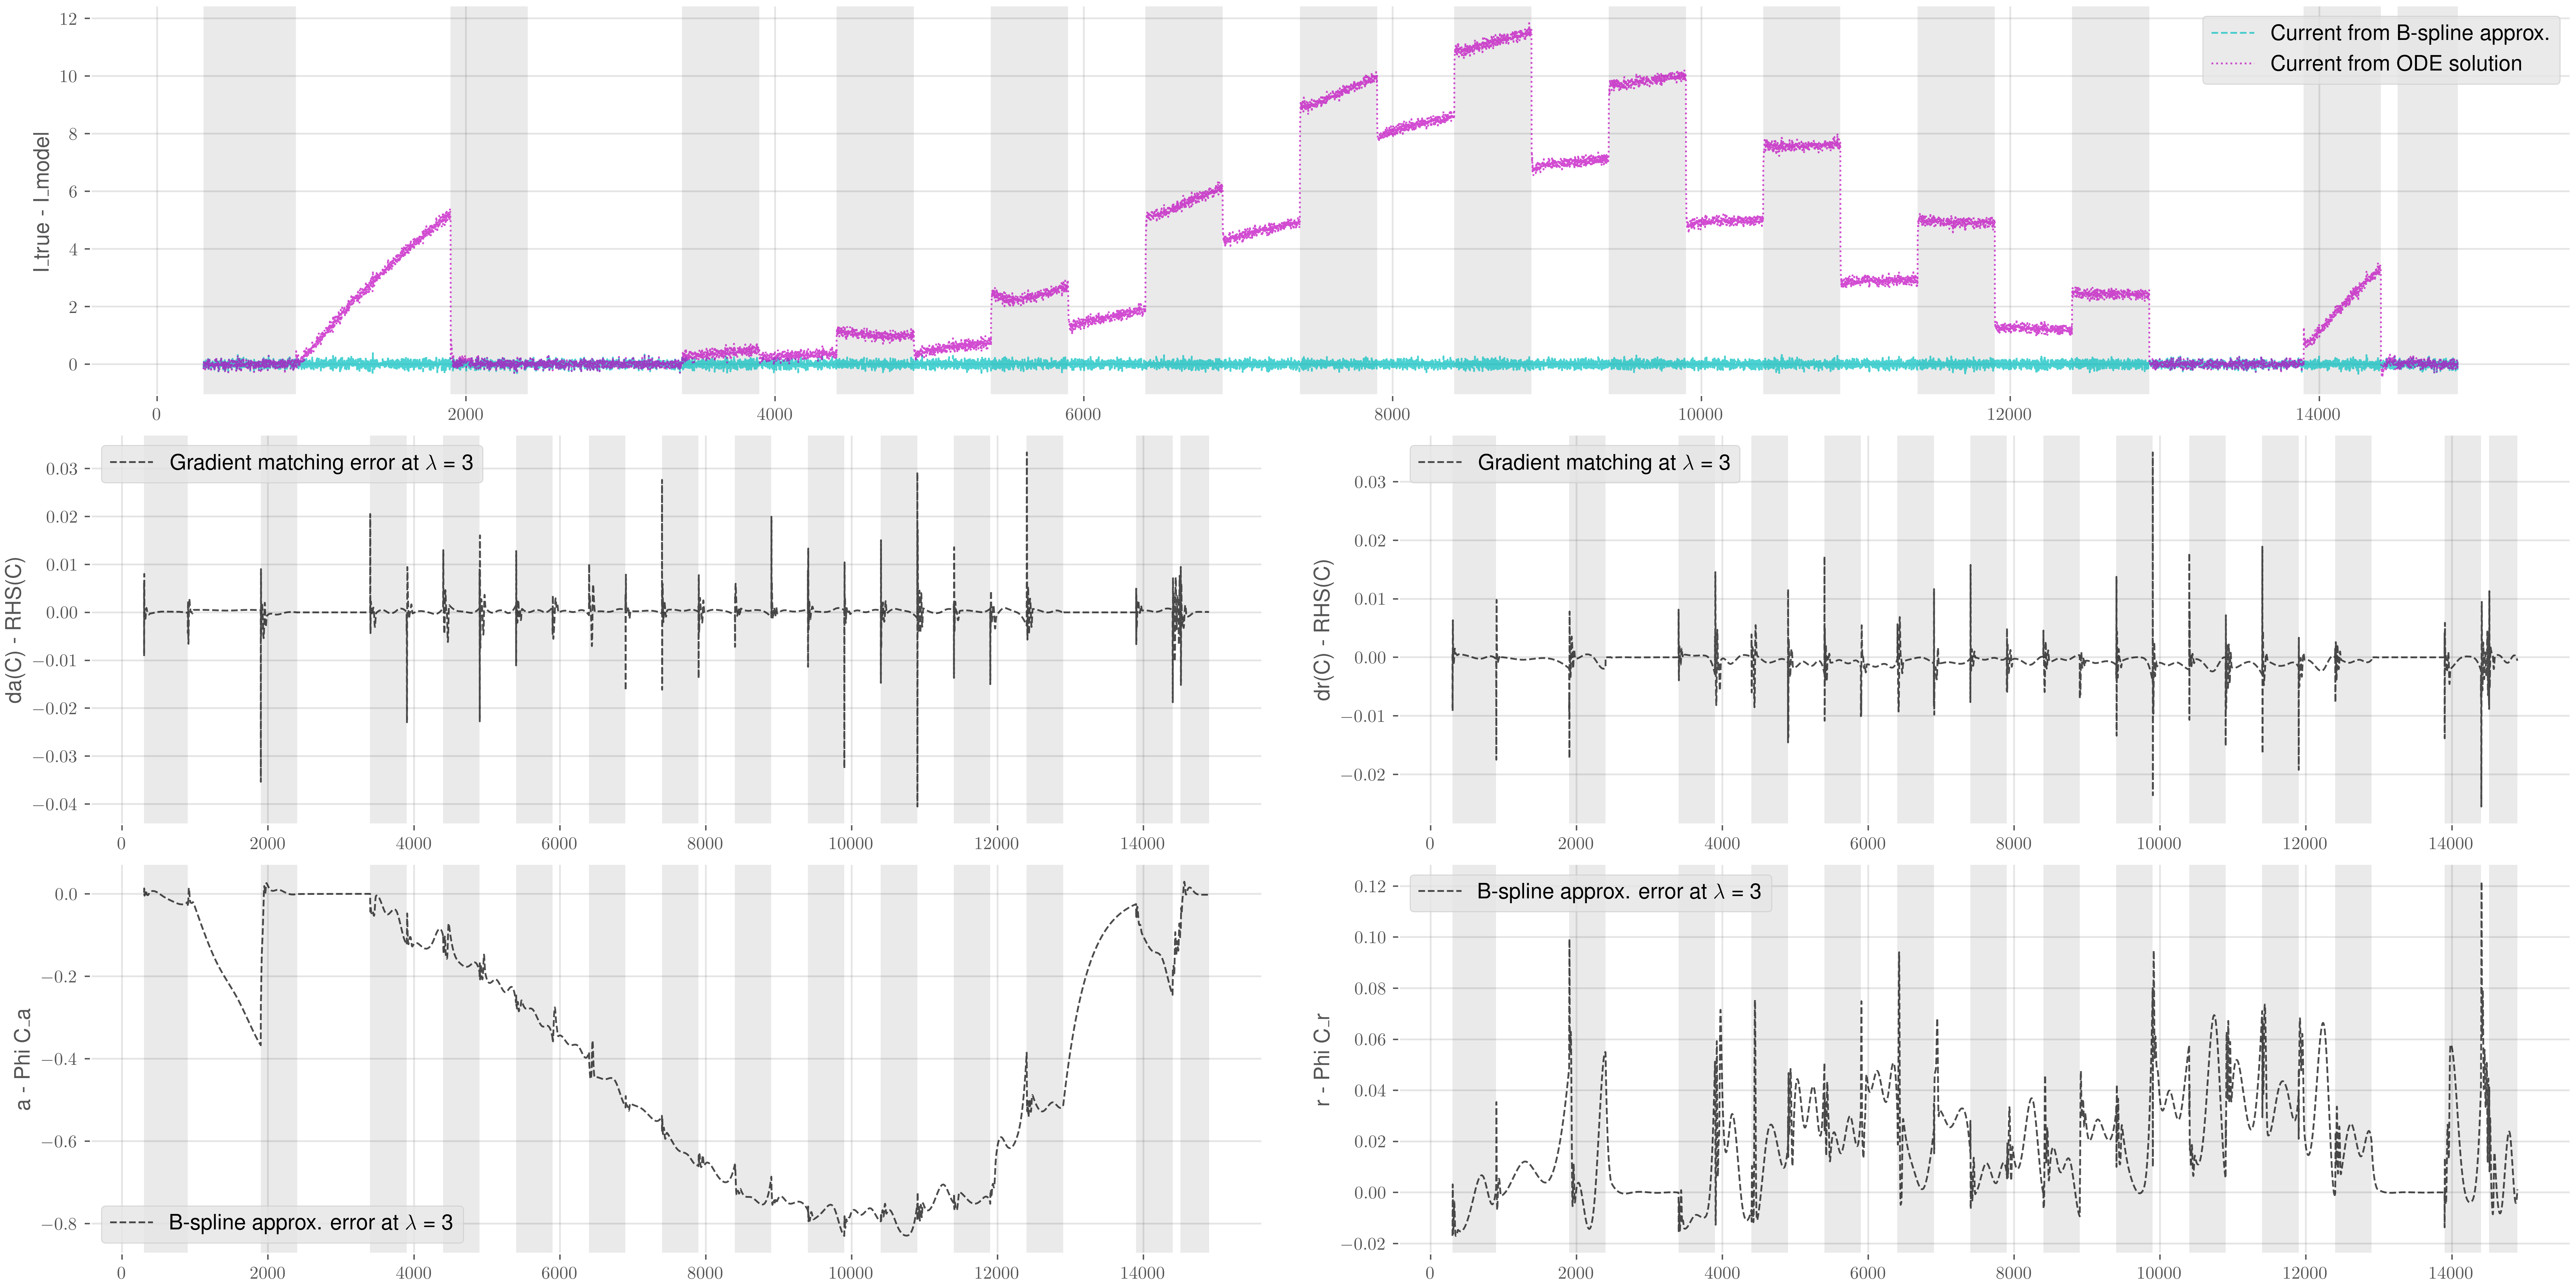 12
10
8
6
4
2
0
I_true - I_model
Current from B-spline approx.
Current from ODE solution
0 2000 4000 6000 8000 10000 12000 14000
Gradient matching error at λ = 3
0.03
0.02
0.01
0.00
−0.01
−0.02
−0.03
−0.04
da(C) - RHS(C)
0 2000 4000 6000 8000 10000 12000 14000
Gradient matching at λ = 3
0.03
0.02
0.01
0.00
−0.01
−0.02
dr(C) - RHS(C)
0 2000 4000 6000 8000 10000 12000 14000
0.0
−0.2
−0.4
−0.6
−0.8
a - Phi C_a
B-spline approx. error at λ = 3
0 2000 4000 6000 8000 10000 12000 14000
B-spline approx. error at λ = 3
0.12
0.10
0.08
0.06
0.04
0.02
0.00
−0.02
r - Phi C_r
0 2000 4000 6000 8000 10000 12000 14000